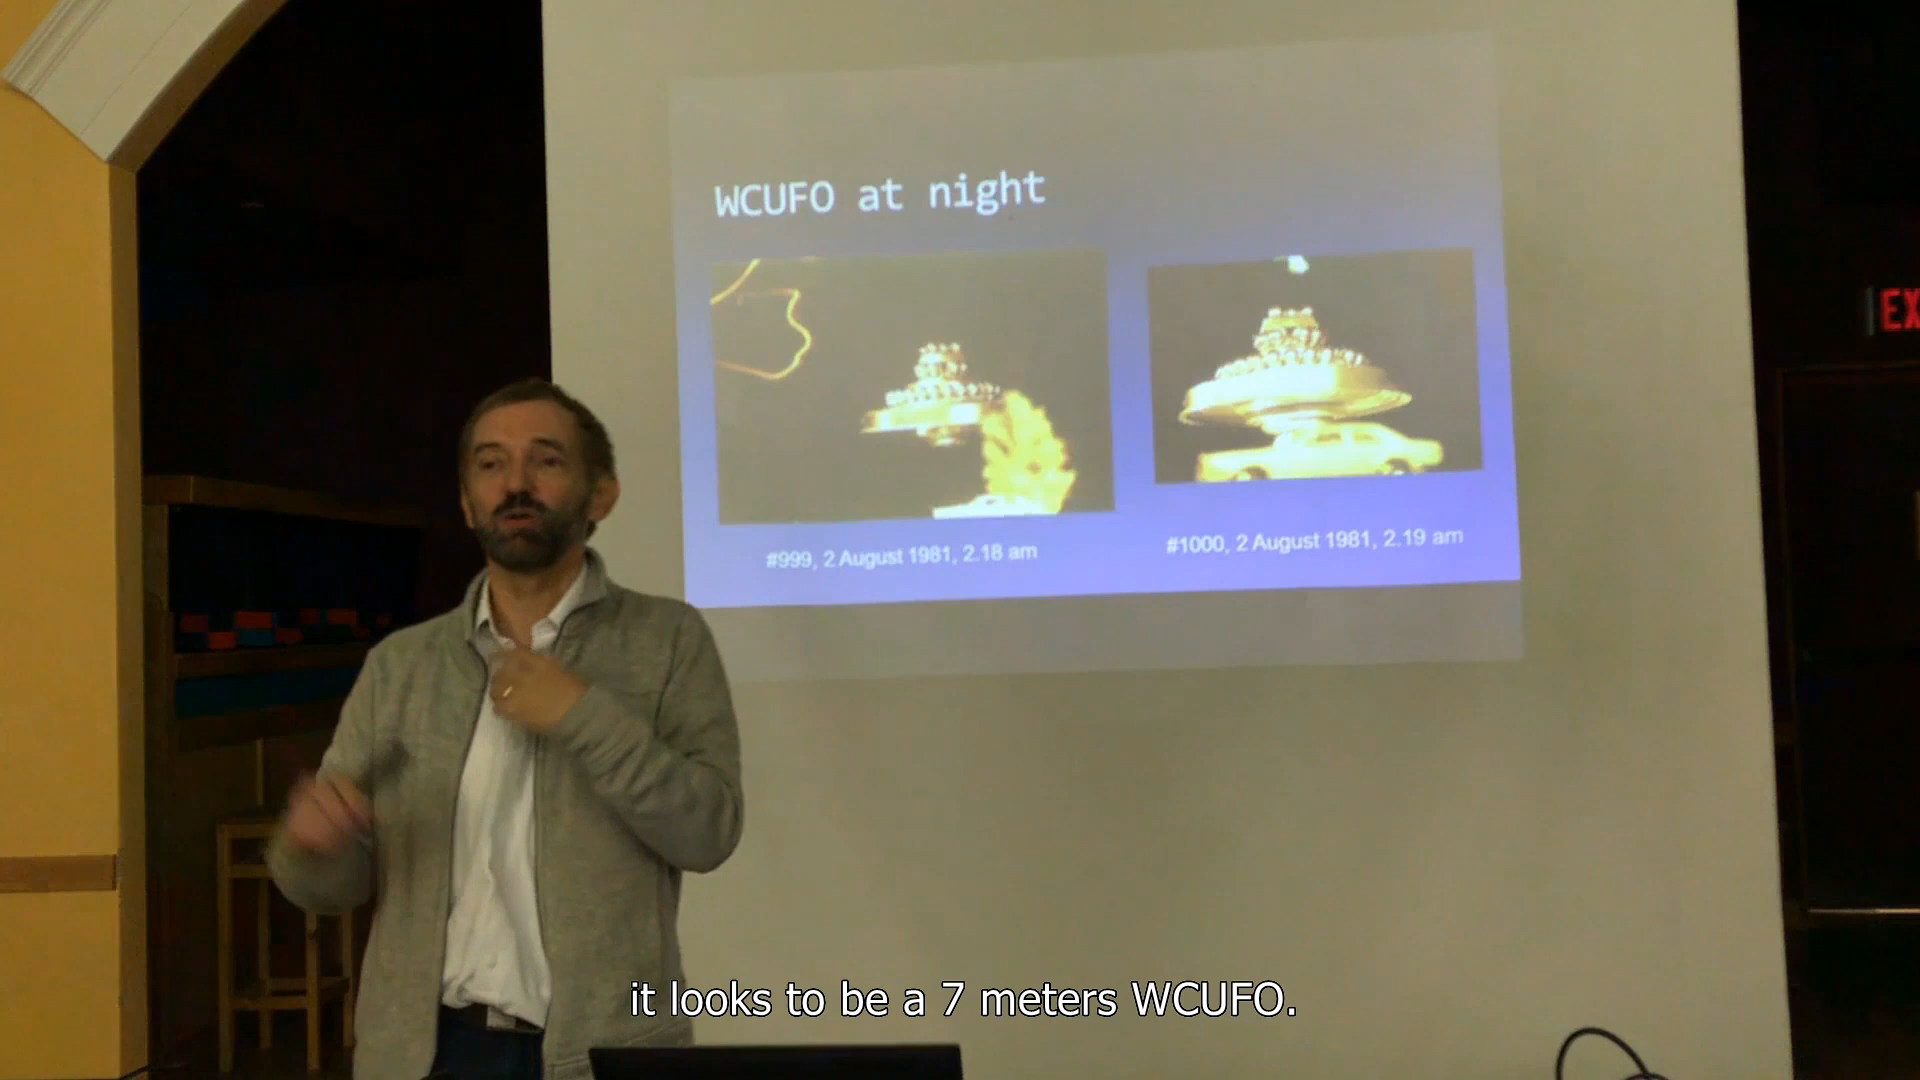 WCUFO at night
#999, 2 August 1981, 2.18 am
#1000, 2 August 1981, 2.19 am
EX
it looks to be a 7 meters WCUFO.